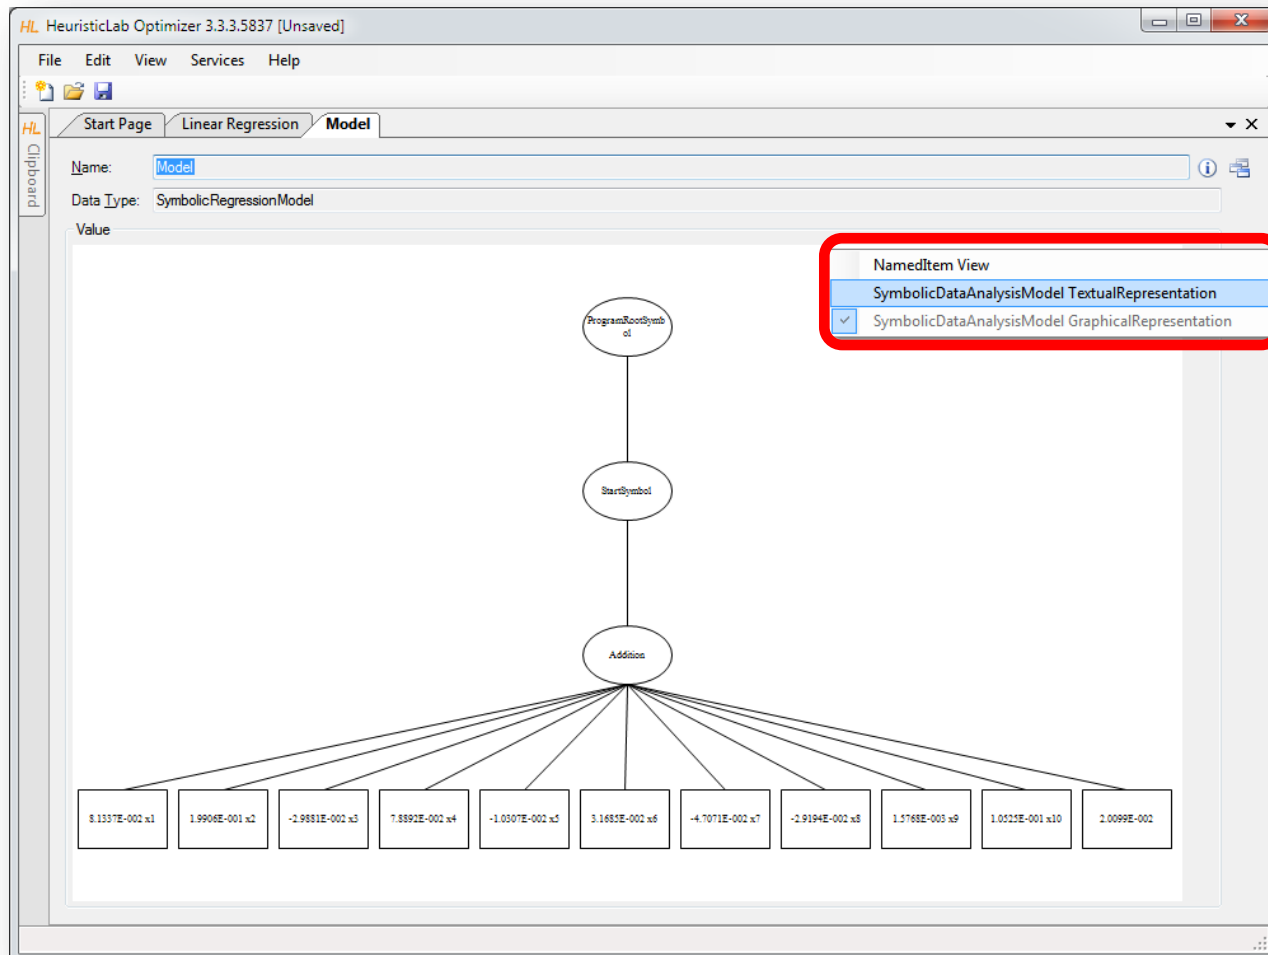 HL HeuristicLab Optimizer 3.3.3.5837 [Unsaved]
File Edit View Services Help
HL Clipboard
Start Page Linear Regression Model
Name: Model
Data Type: SymbolicRegressionModel
Value
NamedItem View
SymbolicDataAnalysisModel TextualRepresentation
SymbolicDataAnalysisModel GraphicalRepresentation
ProgramRootSymb
ol
StartSymbol
Addition
8.1337E-002 x1 1.9906E-001 x2 -2.9881E-002 x3 7.8892E-002 x4 -1.0307E-002 x5 3.1685E-002 x6 -4.7071E-002 x7 -2.9194E-002 x8 1.5768E-003 x9 1.0525E-001 x10 2.0099E-002